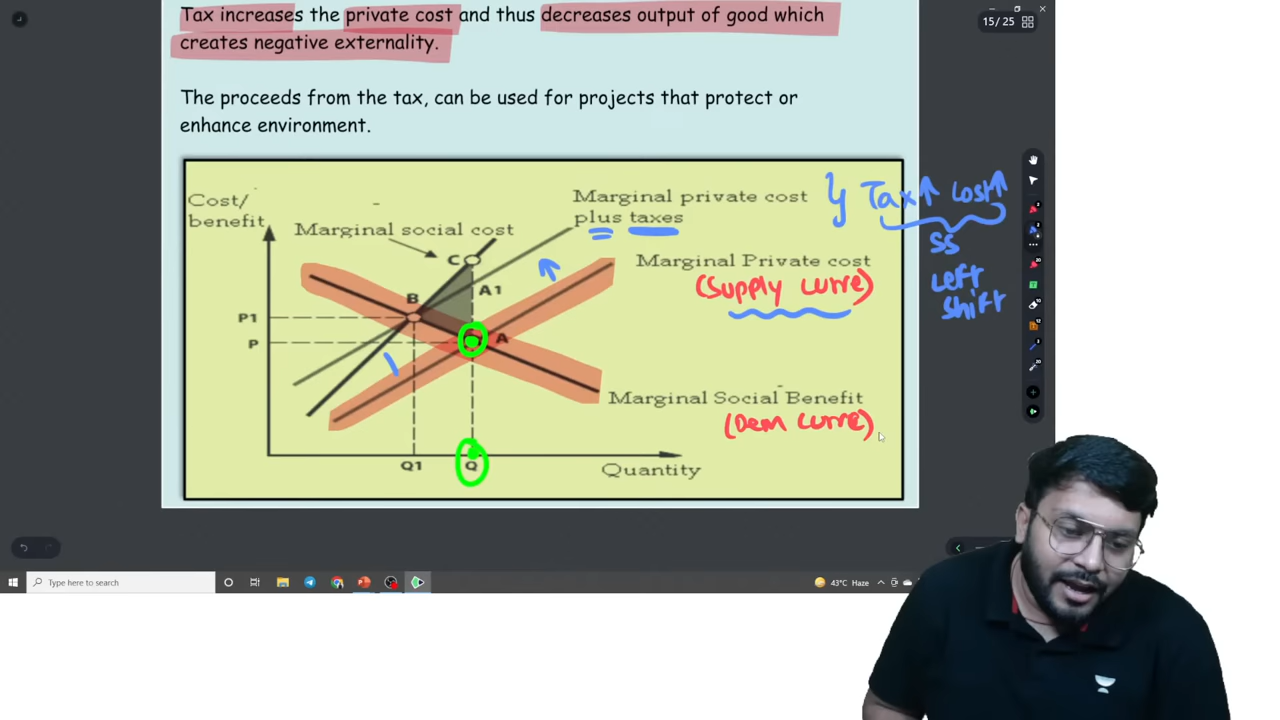 Tax increases the private cost and thus decreases output of good which
creates negative externality.
15 / 25
The proceeds from the tax, can be used for projects that protect or
enhance environment.
Cost/
benefit
Marginal private cost
plus taxes
Tax↑ Cost↑
SS
Left
shift
Marginal social cost
C
A1
Marginal Private cost
(Supply curve)
B
P1
P
A
Marginal Social Benefit
(Dem curve)
Q1
Q
Quantity
Type here to search
43°C Haze